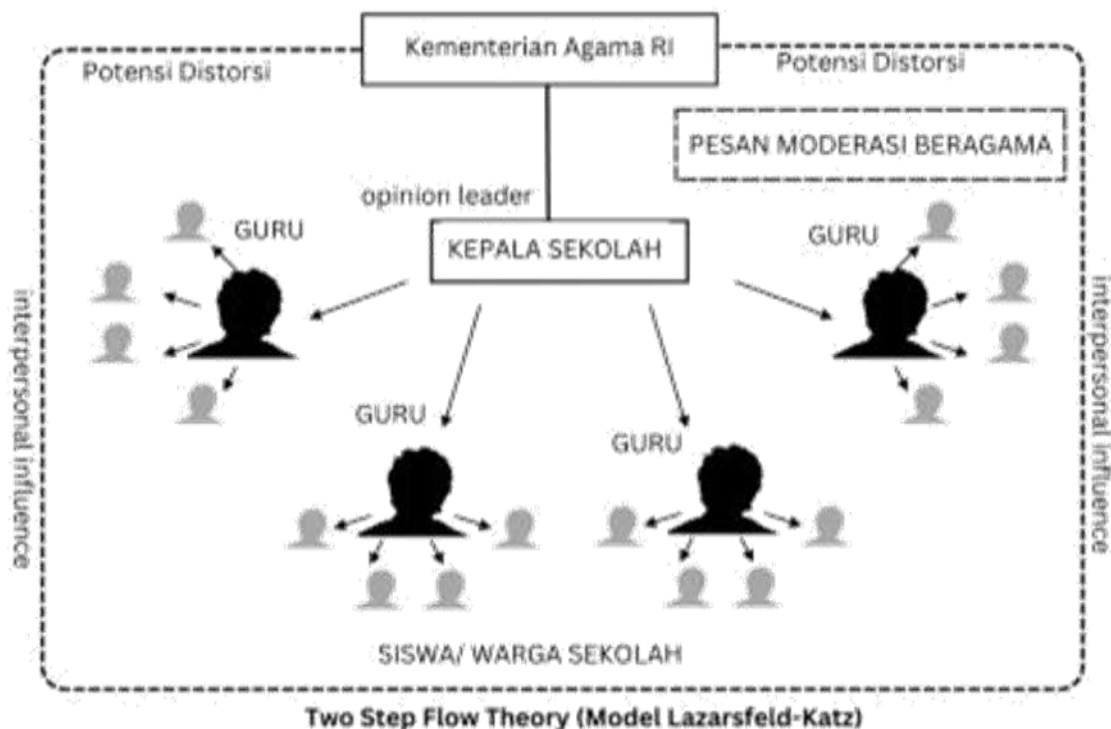 Kementerian Agama RI
Potensi Distorsi
Potensi Distorsi
PESAN MODERASI BERAGAMA
opinion leader
KEPALA SEKOLAH
GURU
GURU
interpersonal influence
interpersonal influence
GURU
GURU
SISWA/ WARGA SEKOLAH
Two Step Flow Theory (Model Lazarsfeld-Katz)